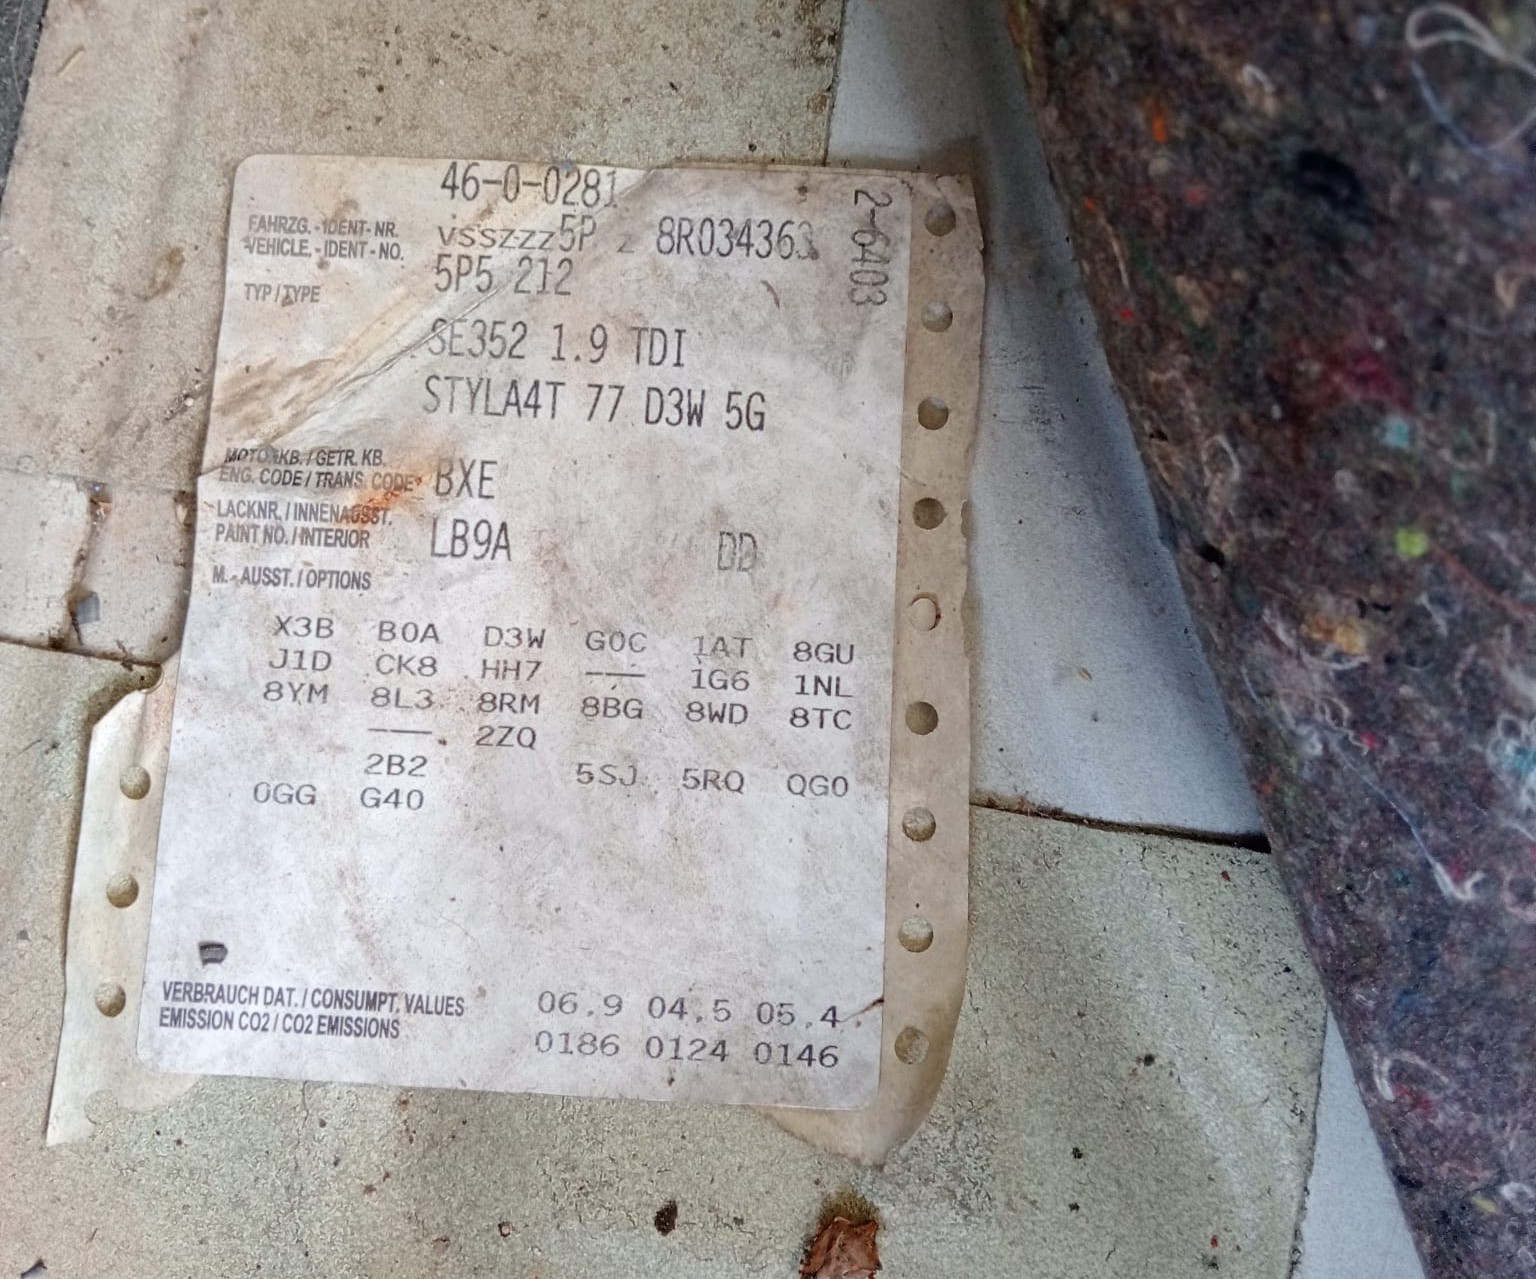 46-0-0281
2-6403
FAHRZG. - IDENT - NR.
VEHICLE. - IDENT - NO.
vsszzz5P 8R034363
5P5 212
TYP / TYPE
SE352 1.9 TDI
STYLA4T 77 D3W 5G
MOTORKB. / GETR. KB.
ENG. CODE / TRANS. CODE BXE
LACKNR. / INNENAUSST.
PAINT NO. / INTERIOR LB9A DD
M. - AUSST. / OPTIONS
X3B B0A D3W G0C 1AT 8GU
J1D CK8 HH7 --- 1G6 1NL
8YM 8L3 8RM 8BG 8WD 8TC
--- 2ZQ
2B2 5SJ 5RQ QG0
0GG G40
VERBRAUCH DAT. / CONSUMPT. VALUES 06.9 04.5 05.4
EMISSION CO2 / CO2 EMISSIONS 0186 0124 0146